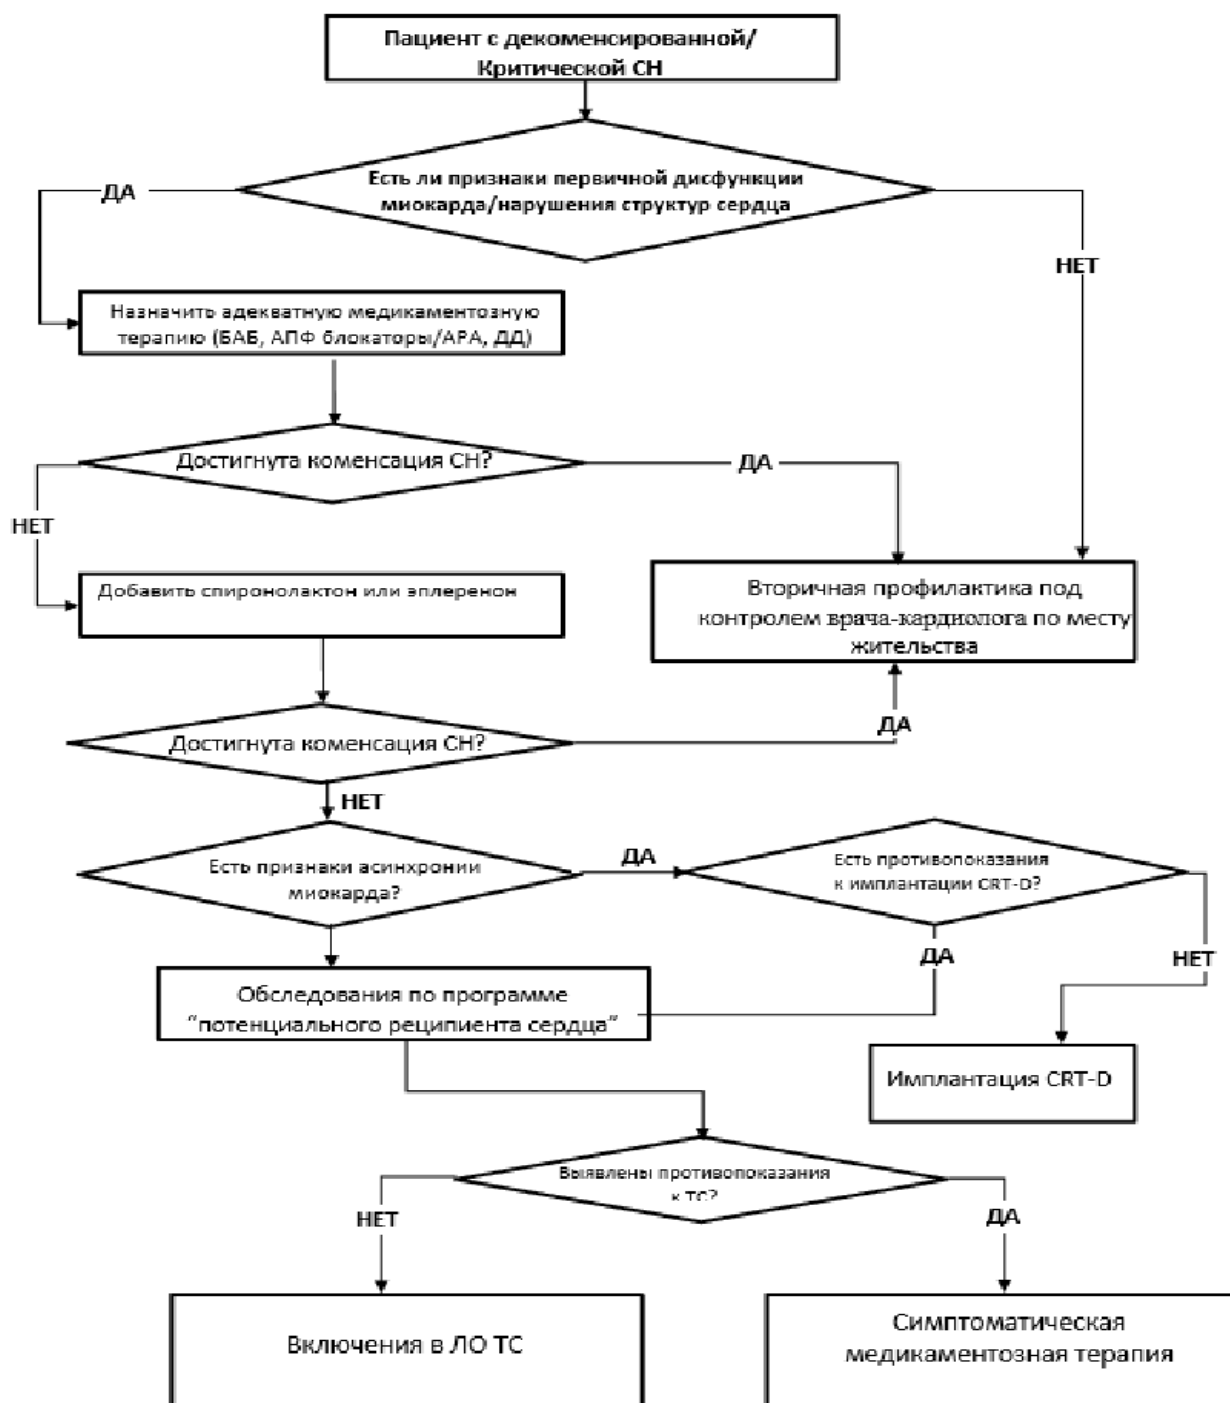 Пациент с декоменсированной/
Критической СН
Есть ли признаки первичной дисфункции
миокарда/нарушения структур сердца
ДА
НЕТ
Назначить адекватную медикаментозную
терапию (БАБ, АПФ блокаторы/АРА, ДД)
Достигнута коменсация СН?
ДА
НЕТ
Добавить спиронолактон или эплеренон
Вторичная профилактика под
контролем врача-кардиолога по месту
жительства
Достигнута коменсация СН?
ДА
НЕТ
Есть признаки асинхронии
миокарда?
ДА
Есть противопоказания
к имплантации CRT-D?
ДА
НЕТ
Обследования по программе
“потенциального реципиента сердца”
Имплантация CRT-D
Выявлены противопоказания
к ТС?
НЕТ
ДА
Включения в ЛО ТС
Симптоматическая
медикаментозная терапия